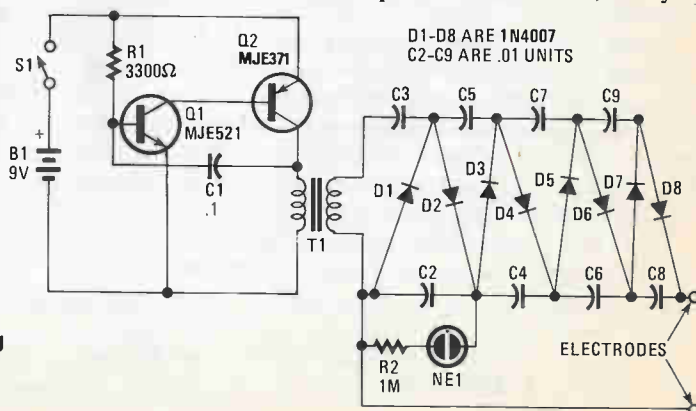 D1-D8 ARE 1N4007
C2-C9 ARE .01 UNITS
S1
R1
3300Ω
Q2
MJE371
Q1
MJE521
+
B1
9V
C1
.1
T1
C3
C5
C7
C9
D1
D2
D3
D4
D5
D6
D7
D8
C2
C4
C6
C8
R2
1M
NE1
ELECTRODES